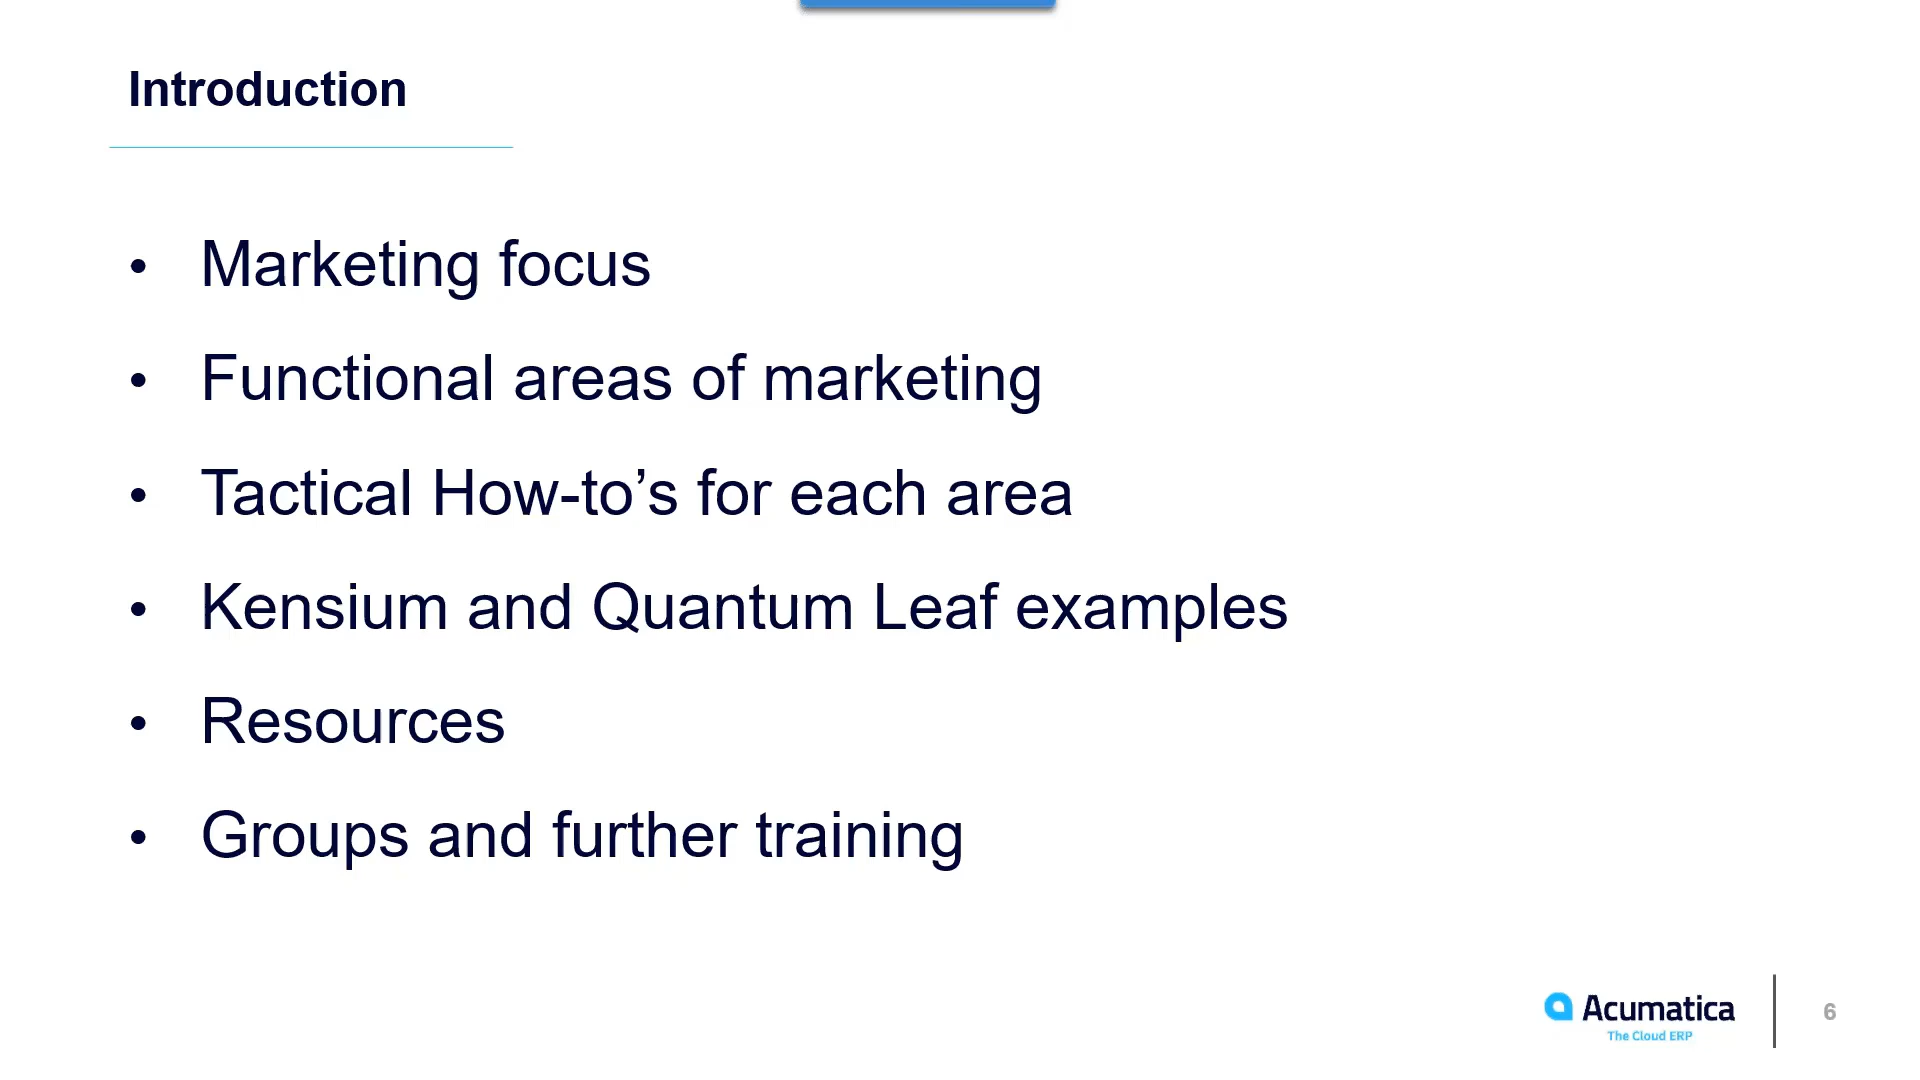 Introduction
• Marketing focus
• Functional areas of marketing
• Tactical How-to’s for each area
• Kensium and Quantum Leaf examples
• Resources
• Groups and further training
Acumatica
The Cloud ERP
6